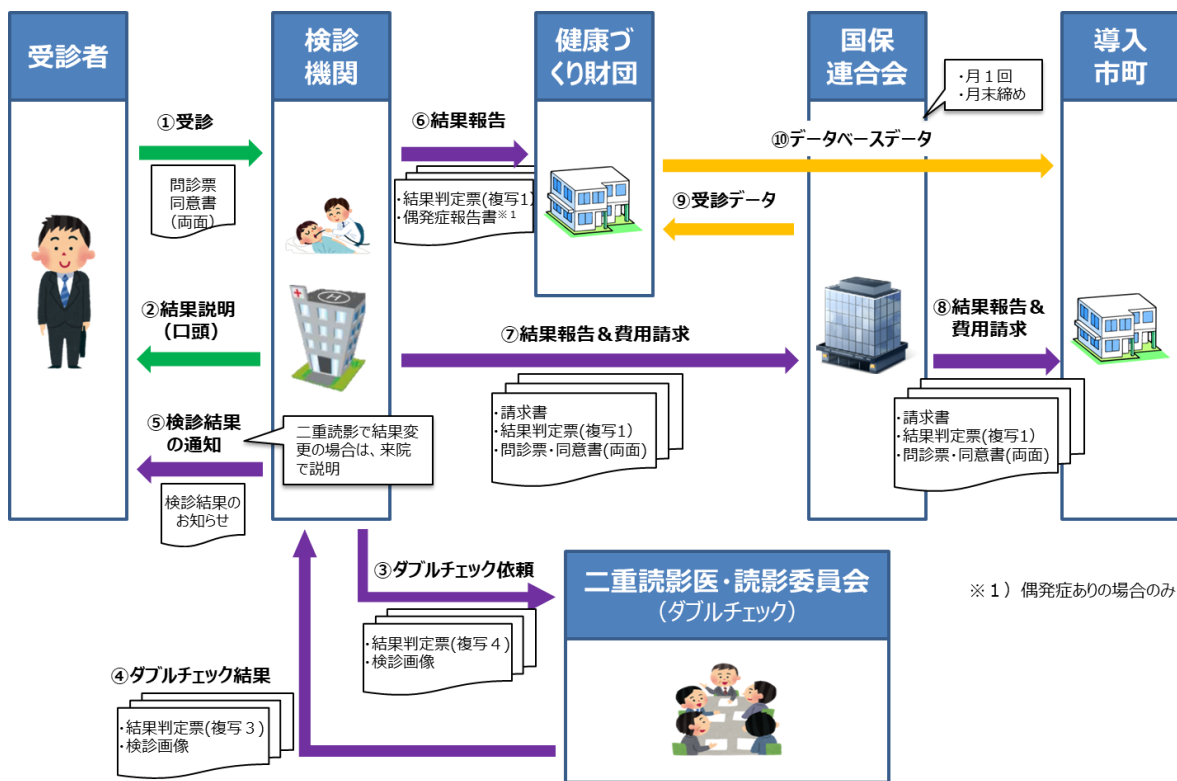 受診者
検診
機関
健康づ
くり財団
国保
連合会
導入
市町
・月1回
・月末締め
①受診
問診票
同意書
(両面)
⑥結果報告
・結果判定票(複写1)
・偶発症報告書※1
⑩データベースデータ
⑨受診データ
②結果説明
(口頭)
⑦結果報告&費用請求
・請求書
・結果判定票(複写1)
・問診票・同意書(両面)
⑧結果報告&
費用請求
・請求書
・結果判定票(複写1)
・問診票・同意書(両面)
⑤検診結果
の通知
二重読影で結果変
更の場合は、来院
で説明
検診結果の
お知らせ
③ダブルチェック依頼
・結果判定票(複写4)
・検診画像
④ダブルチェック結果
・結果判定票(複写3)
・検診画像
二重読影医・読影委員会
(ダブルチェック)
※1)偶発症ありの場合のみ
H